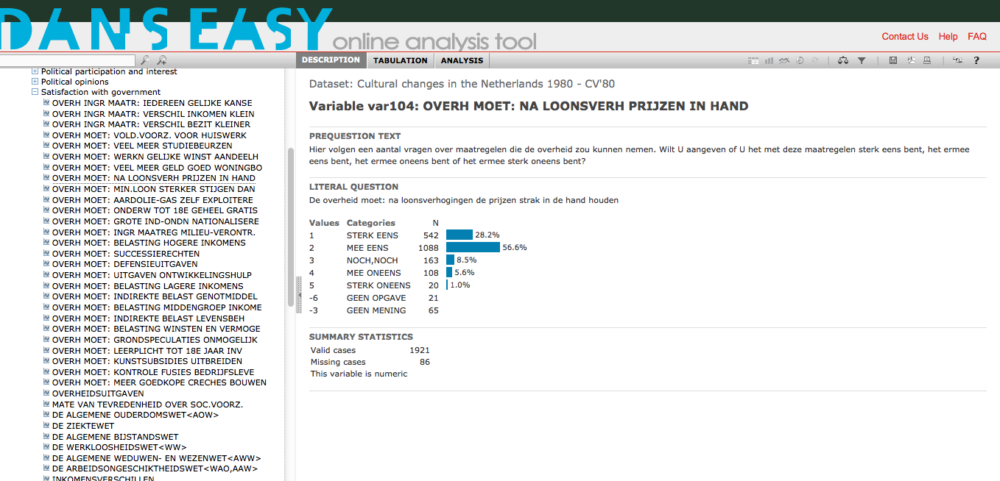 DANS EASY online analysis tool
Contact Us Help FAQ
DESCRIPTION TABULATION ANALYSIS
?
Political participation and interest
Political opinions
Satisfaction with government
OVERH INGR MAATR: IEDEREEN GELIJKE KANSE
OVERH INGR MAATR: VERSCHIL INKOMEN KLEIN
OVERH INGR MAATR: VERSCHIL BEZIT KLEINER
OVERH MOET: VOLD.VOORZ. VOOR HUISWERK
OVERH MOET: VEEL MEER STUDIEBEURZEN
OVERH MOET: WERKN GELIJKE WINST AANDEELH
OVERH MOET: VEEL MEER GELD GOED WONINGBO
OVERH MOET: NA LOONSVERH PRIJZEN IN HAND
OVERH MOET: MIN.LOON STERKER STIJGEN DAN
OVERH MOET: AARDOLIE-GAS ZELF EXPLOITERE
OVERH MOET: ONDERW TOT 18E GEHEEL GRATIS
OVERH MOET: GROTE IND-ONDN NATIONALISERE
OVERH MOET: INGR MAATREG MILIEU-VERONTR.
OVERH MOET: BELASTING HOGERE INKOMENS
OVERH MOET: SUCCESSIERECHTEN
OVERH MOET: DEFENSIEUITGAVEN
OVERH MOET: UITGAVEN ONTWIKKELINGSHULP
OVERH MOET: BELASTING LAGERE INKOMENS
OVERH MOET: INDIREKTE BELAST GENOTMIDDEL
OVERH MOET: BELASTING MIDDENGROEP INKOME
OVERH MOET: INDIREKTE BELAST LEVENSBEH
OVERH MOET: BELASTING WINSTEN EN VERMOGE
OVERH MOET: GRONDSPECULATIES ONMOGELIJK
OVERH MOET: LEERPLICHT TOT 18E JAAR INV
OVERH MOET: KUNSTSUBSIDIES UITBREIDEN
OVERH MOET: KONTROLE FUSIES BEDRIJFSLEVE
OVERH MOET: MEER GOEDKOPE CRECHES BOUWEN
OVERHEIDSUITGAVEN
MATE VAN TEVREDENHEID OVER SOC.VOORZ.
DE ALGEMENE OUDERDOMSWET<AOW>
DE ZIEKTEWET
DE ALGEMENE BIJSTANDSWET
DE WERKLOOSHEIDSWET<WW>
DE ALGEMENE WEDUWEN- EN WEZENWET<AWW>
DE ARBEIDSONGESCHIKTHEIDSWET<WAO,AAW>
INKOMENSVERSCHILLEN
Dataset: Cultural changes in the Netherlands 1980 - CV'80
Variable var104: OVERH MOET: NA LOONSVERH PRIJZEN IN HAND
PREQUESTION TEXT
Hier volgen een aantal vragen over maatregelen die de overheid zou kunnen nemen. Wilt U aangeven of U het met deze maatregelen sterk eens bent, het ermee
eens bent, het ermee oneens bent of het ermee sterk oneens bent?
LITERAL QUESTION
De overheid moet: na loonsverhogingen de prijzen strak in de hand houden
Values Categories N
1 STERK EENS 542 28.2%
2 MEE EENS 1088 56.6%
3 NOCH,NOCH 163 8.5%
4 MEE ONEENS 108 5.6%
5 STERK ONEENS 20 1.0%
-6 GEEN OPGAVE 21
-3 GEEN MENING 65
SUMMARY STATISTICS
Valid cases 1921
Missing cases 86
This variable is numeric